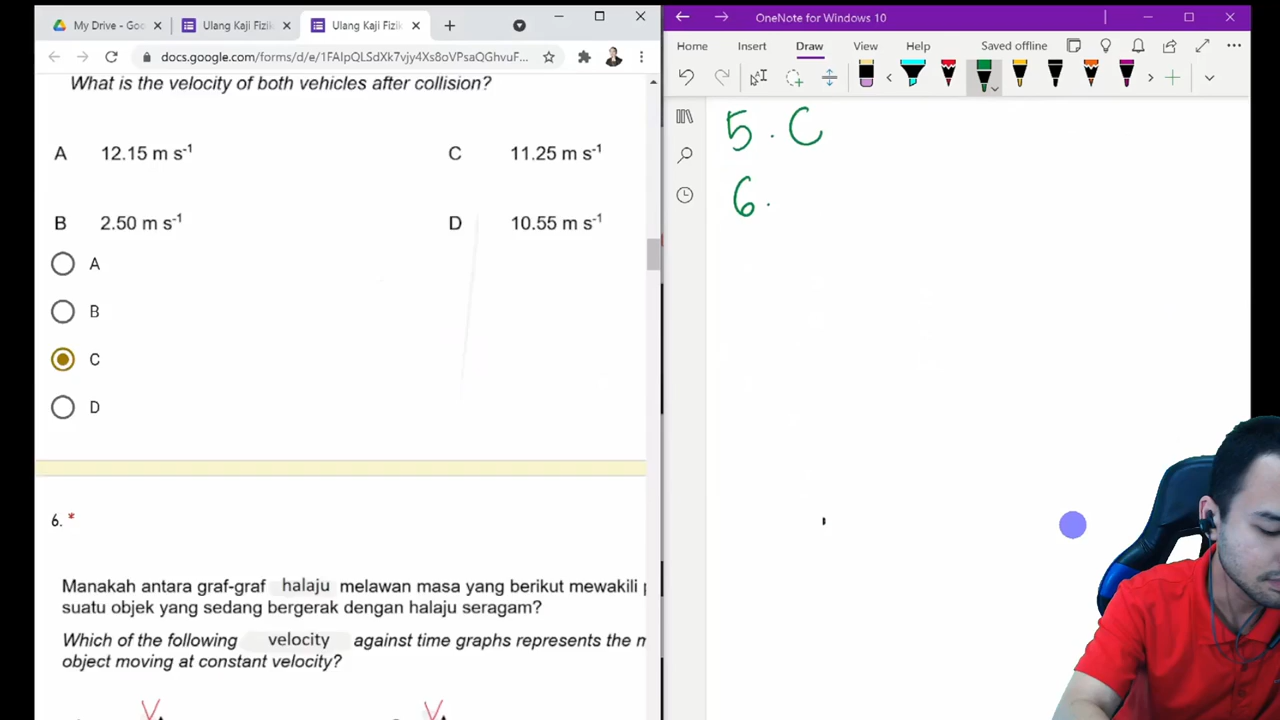 My Drive - Goo
Ulang Kaji Fizik
Ulang Kaji Fizik
docs.google.com/forms/d/e/1FAIpQLSdXk7vjy4Xs8oVPsaQGhvuF...
What is the velocity of both vehicles after collision?
A 12.15 m s-1 C 11.25 m s-1
B 2.50 m s-1 D 10.55 m s-1
A
B
C
D
6. *
Manakah antara graf-graf halaju melawan masa yang berikut mewakili
suatu objek yang sedang bergerak dengan halaju seragam?
Which of the following velocity against time graphs represents the m
object moving at constant velocity?
V V
OneNote for Windows 10
Home Insert Draw View Help Saved offline
5. C
6.